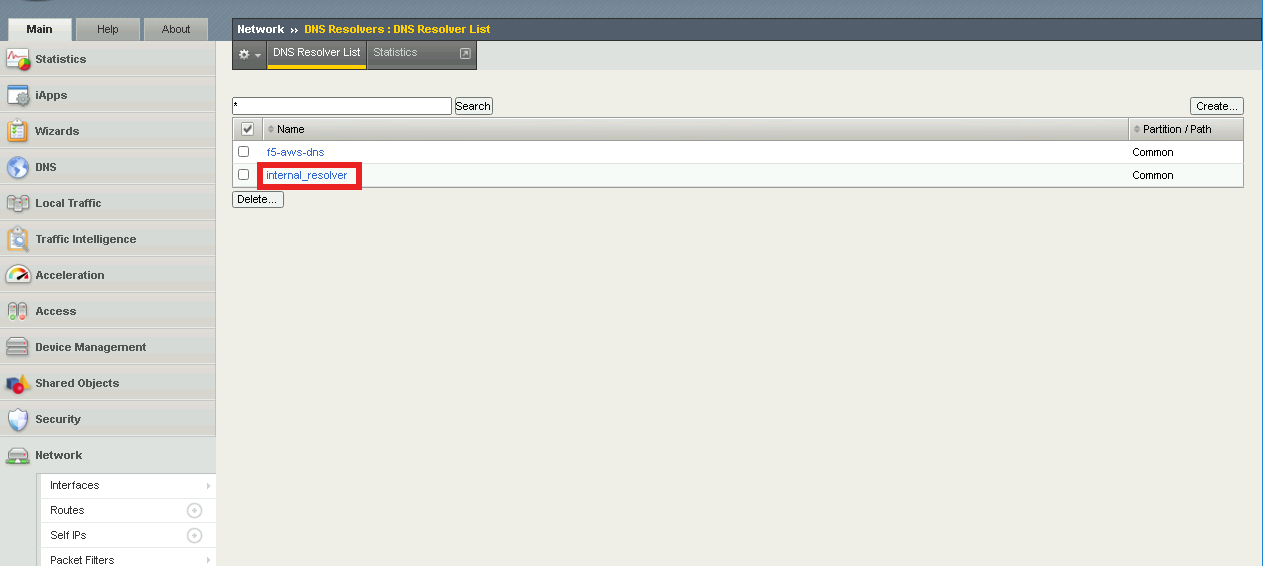 Main Help About
Network ›› DNS Resolvers : DNS Resolver List
DNS Resolver List Statistics
Statistics
iApps
Wizards
DNS
Local Traffic
Traffic Intelligence
Acceleration
Access
Device Management
Shared Objects
Security
Network
Interfaces
Routes
Self IPs
Packet Filters
* Search Create...
Name Partition / Path
f5-aws-dns Common
internal_resolver Common
Delete...